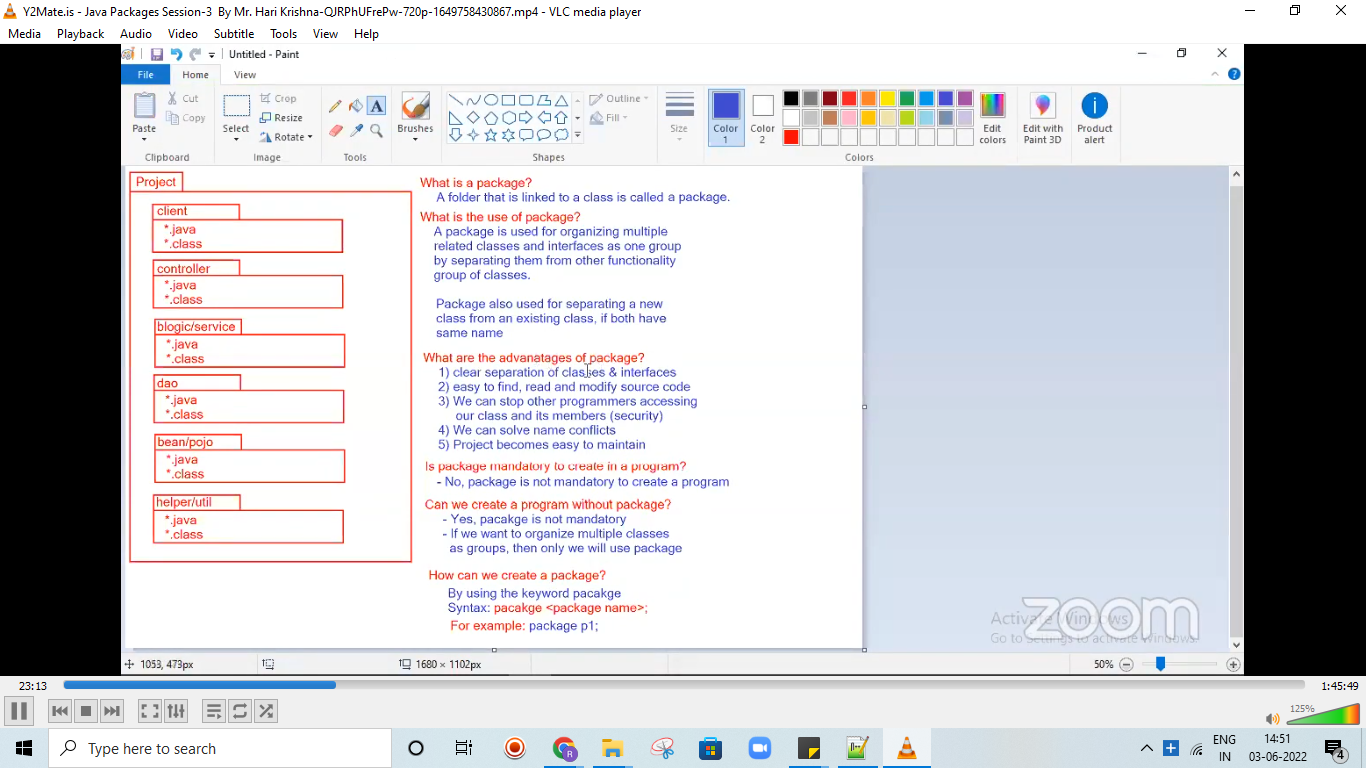 Y2Mate.is - Java Packages Session-3 By Mr. Hari Krishna-QJRPhUFrePw-720p-1649758430867.mp4 - VLC media player
Media Playback Audio Video Subtitle Tools View Help
Untitled - Paint
File Home View
Paste
Cut
Copy
Clipboard
Select
Crop
Resize
Rotate
Image
Tools
Brushes
Outline
Fill
Shapes
Size
Color 1
Color 2
Colors
Edit colors
Edit with Paint 3D
Product alert
Project
client
*.java
*.class
controller
*.java
*.class
blogic/service
*.java
*.class
dao
*.java
*.class
bean/pojo
*.java
*.class
helper/util
*.java
*.class
What is a package?
A folder that is linked to a class is called a package.
What is the use of package?
A package is used for organizing multiple
related classes and interfaces as one group
by separating them from other functionality
group of classes.
Package also used for separating a new
class from an existing class, if both have
same name
What are the advanatages of package?
1) clear separation of classes & interfaces
2) easy to find, read and modify source code
3) We can stop other programmers accessing
our class and its members (security)
4) We can solve name conflicts
5) Project becomes easy to maintain
Is package mandatory to create in a program?
- No, package is not mandatory to create a program
Can we create a program without package?
- Yes, pacakge is not mandatory
- If we want to organize multiple classes
as groups, then only we will use package
How can we create a package?
By using the keyword pacakge
Syntax: pacakge <package name>;
For example: package p1;
Activate Windows
Go to Settings to activate Windows.
zoom
1053, 473px
1680 × 1102px
50%
23:13
1:45:49
125%
Type here to search
ENG
IN
14:51
03-06-2022
4